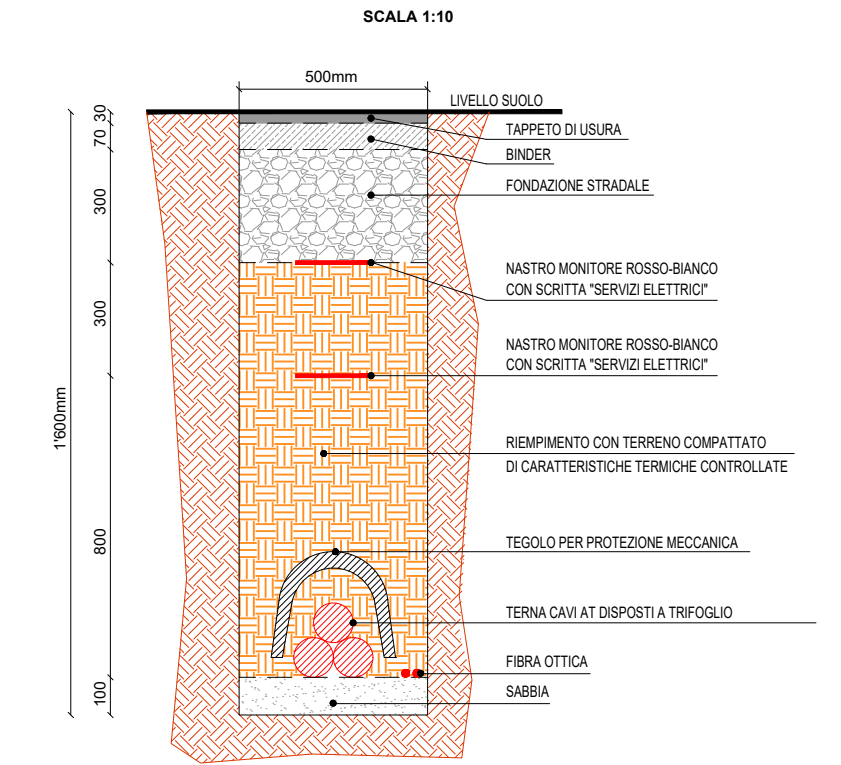 SCALA 1:10
500mm
LIVELLO SUOLO
30
TAPPETO DI USURA
70
BINDER
300
FONDAZIONE STRADALE
NASTRO MONITORE ROSSO-BIANCO
CON SCRITTA "SERVIZI ELETTRICI"
300
NASTRO MONITORE ROSSO-BIANCO
CON SCRITTA "SERVIZI ELETTRICI"
1'600mm
RIEMPIMENTO CON TERRENO COMPATTATO
DI CARATTERISTICHE TERMICHE CONTROLLATE
800
TEGOLO PER PROTEZIONE MECCANICA
TERNA CAVI AT DISPOSTI A TRIFOGLIO
FIBRA OTTICA
100
SABBIA